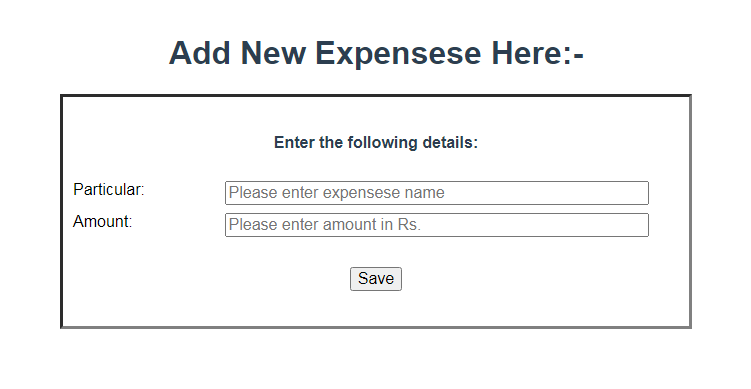 Add New Expensese Here:-
Enter the following details:
Particular: Please enter expensese name
Amount: Please enter amount in Rs.
Save